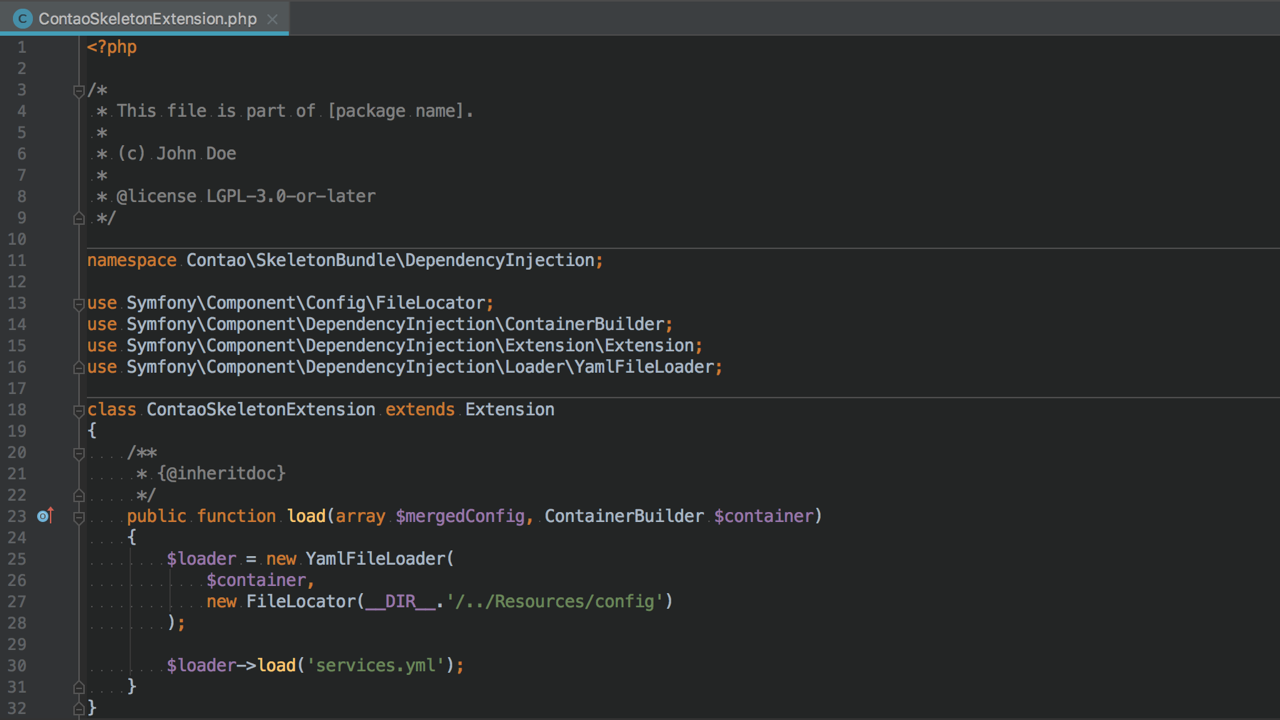 ContaoSkeletonExtension.php
1 <?php
2
3 /*
4  * This file is part of [package name].
5  *
6  * (c) John Doe
7  *
8  * @license LGPL-3.0-or-later
9  */
10
11 namespace Contao\SkeletonBundle\DependencyInjection;
12
13 use Symfony\Component\Config\FileLocator;
14 use Symfony\Component\DependencyInjection\ContainerBuilder;
15 use Symfony\Component\DependencyInjection\Extension\Extension;
16 use Symfony\Component\DependencyInjection\Loader\YamlFileLoader;
17
18 class ContaoSkeletonExtension extends Extension
19 {
20     /**
21      * {@inheritdoc}
22      */
23     public function load(array $mergedConfig, ContainerBuilder $container)
24     {
25         $loader = new YamlFileLoader(
26             $container,
27             new FileLocator(__DIR__.'/../Resources/config')
28         );
29
30         $loader->load('services.yml');
31     }
32 }